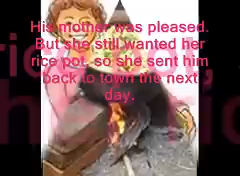 His mother was pleased.
But she still wanted her
rice pot, so she sent him
back to town the next
day.